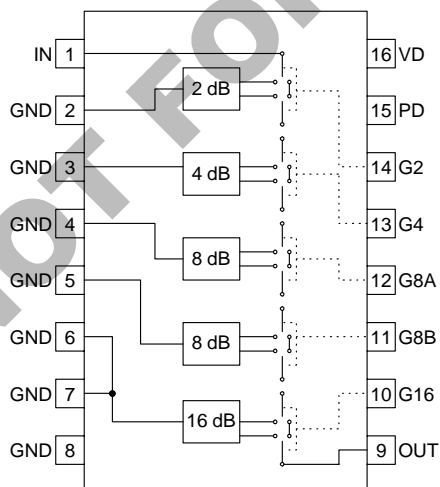 NOT FO
IN 1
16 VD
GND 2
2 dB
15 PD
GND 3
4 dB
14 G2
GND 4
8 dB
13 G4
GND 5
12 G8A
GND 6
8 dB
11 G8B
GND 7
16 dB
10 G16
GND 8
9 OUT